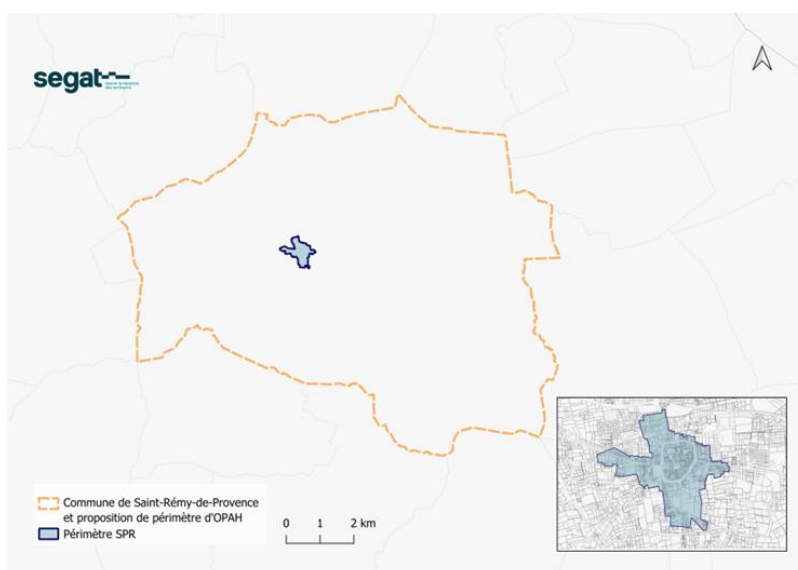 segat
Commune de Saint-Rémy-de-Provence
et proposition de périmètre d'OPAH
Périmètre SPR
0 1 2 km